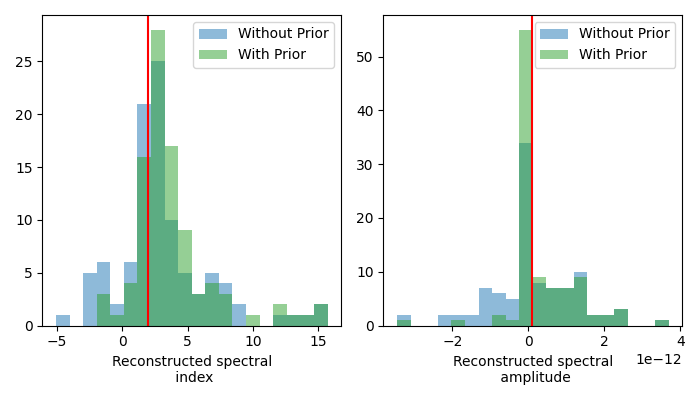 Without Prior
With Prior
25
20
15
10
5
0
−5
0
5
10
15
Reconstructed spectral
index
Without Prior
With Prior
50
40
30
20
10
0
−2
0
2
4
1e−12
Reconstructed spectral
amplitude